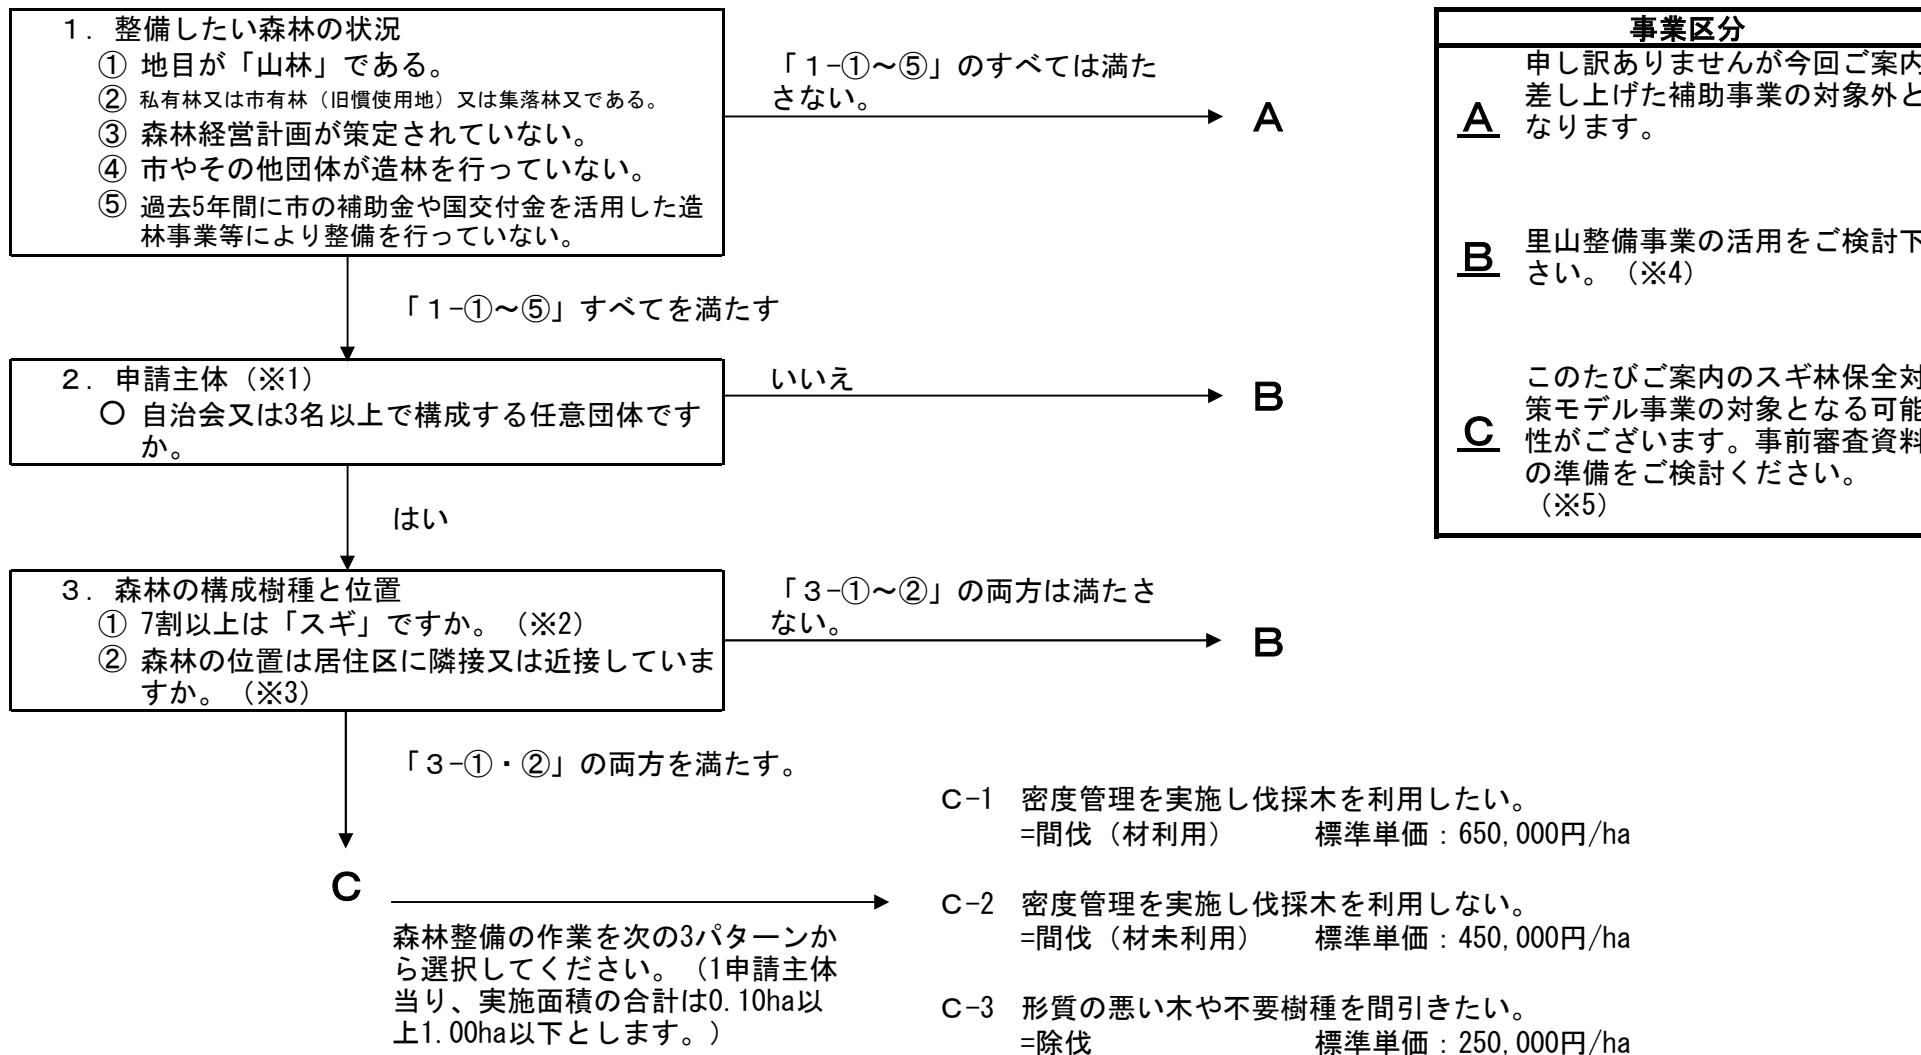 １．整備したい森林の状況
① 地目が「山林」である。
② 私有林又は市有林（旧慣使用地）又は集落林又である。
③ 森林経営計画が策定されていない。
④ 市やその他団体が造林を行っていない。
⑤ 過去5年間に市の補助金や国交付金を活用した造
林事業等により整備を行っていない。
「１-①～⑤」のすべては満た
さない。
Ａ
「１-①～⑤」すべてを満たす
２．申請主体（※1）
○ 自治会又は3名以上で構成する任意団体です
か。
いいえ
Ｂ
はい
３．森林の構成樹種と位置
① 7割以上は「スギ」ですか。（※2）
② 森林の位置は居住区に隣接又は近接していま
すか。（※3）
「３-①～②」の両方は満たさ
ない。
Ｂ
「３-①・②」の両方を満たす。
Ｃ
森林整備の作業を次の3パターンか
ら選択してください。（1申請主体
当り、実施面積の合計は0.10ha以
上1.00ha以下とします。）
Ｃ-1 密度管理を実施し伐採木を利用したい。
=間伐（材利用） 標準単価：650,000円/ha
Ｃ-2 密度管理を実施し伐採木を利用しない。
=間伐（材未利用） 標準単価：450,000円/ha
Ｃ-3 形質の悪い木や不要樹種を間引きたい。
=除伐 標準単価：250,000円/ha
事業区分
Ａ
申し訳ありませんが今回ご案内
差し上げた補助事業の対象外と
なります。
Ｂ
里山整備事業の活用をご検討下
さい。（※4）
Ｃ
このたびご案内のスギ林保全対
策モデル事業の対象となる可能
性がございます。事前審査資料
の準備をご検討ください。
（※5）